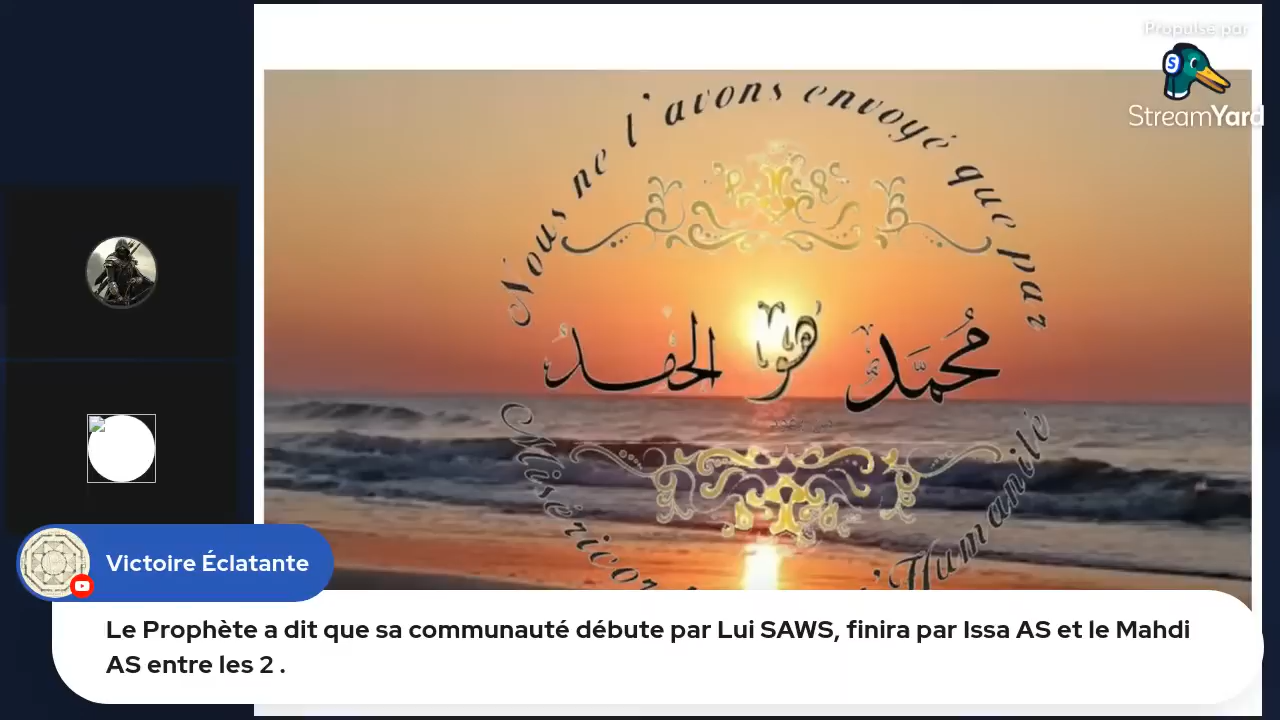 Propulsé par
StreamYard
Nous ne l'avons envoyé que par
محمد هو الحمد
Miséricor
l'Humanité
Victoire Éclatante
Le Prophète a dit que sa communauté débute par Lui SAWS, finira par Issa AS et le Mahdi
AS entre les 2 .